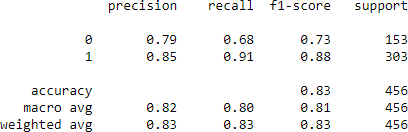 precision recall f1-score support
0 0.79 0.68 0.73 153
1 0.85 0.91 0.88 303
accuracy 0.83 456
macro avg 0.82 0.80 0.81 456
weighted avg 0.83 0.83 0.83 456